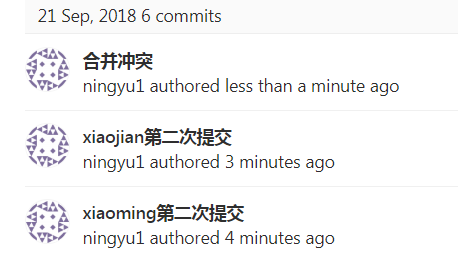 21 Sep, 2018 6 commits
合并冲突
ningyu1 authored less than a minute ago
xiaojian第二次提交
ningyu1 authored 3 minutes ago
xiaoming第二次提交
ningyu1 authored 4 minutes ago